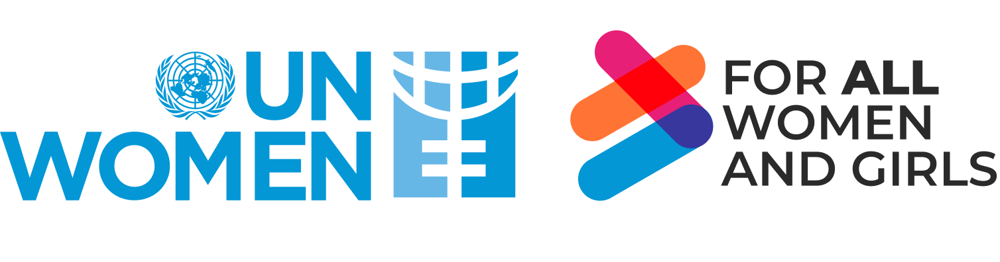 UN
WOMEN
FOR ALL
WOMEN
AND GIRLS